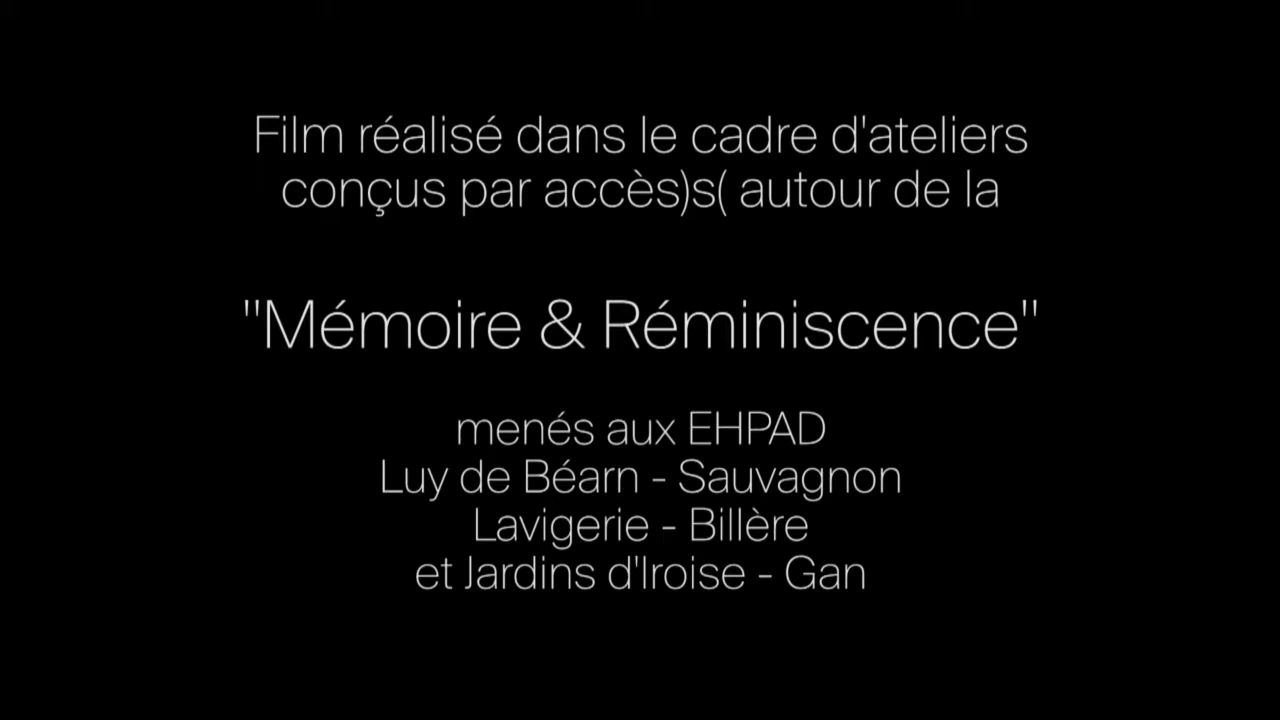 Film réalisé dans le cadre d'ateliers
conçus par accès)s( autour de la
"Mémoire & Réminiscence"
menés aux EHPAD
Luy de Béarn - Sauvagnon
Lavigerie - Billère
et Jardins d'Iroise - Gan